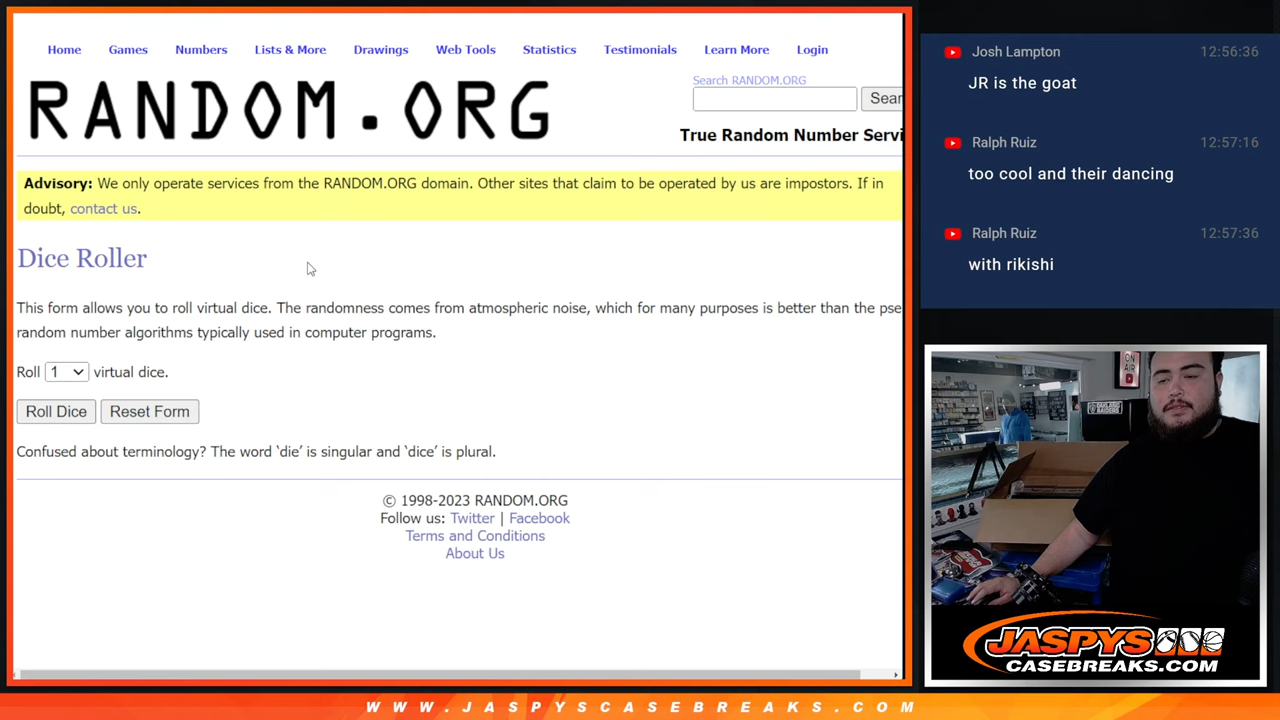 Home Games Numbers Lists & More Drawings Web Tools Statistics Testimonials Learn More Login
RANDOM.ORG
Search RANDOM.ORG
Sear
True Random Number Servi
Advisory: We only operate services from the RANDOM.ORG domain. Other sites that claim to be operated by us are impostors. If in
doubt, contact us.
Dice Roller
This form allows you to roll virtual dice. The randomness comes from atmospheric noise, which for many purposes is better than the pse
random number algorithms typically used in computer programs.
Roll 1 virtual dice.
Roll Dice Reset Form
Confused about terminology? The word ‘die’ is singular and ‘dice’ is plural.
© 1998-2023 RANDOM.ORG
Follow us: Twitter | Facebook
Terms and Conditions
About Us
Josh Lampton 12:56:36
JR is the goat
Ralph Ruiz 12:57:16
too cool and their dancing
Ralph Ruiz 12:57:36
with rikishi
ON
AIR
JASPYS
CASEBREAKS.COM
WWW.JASPYSCASEBREAKS.COM